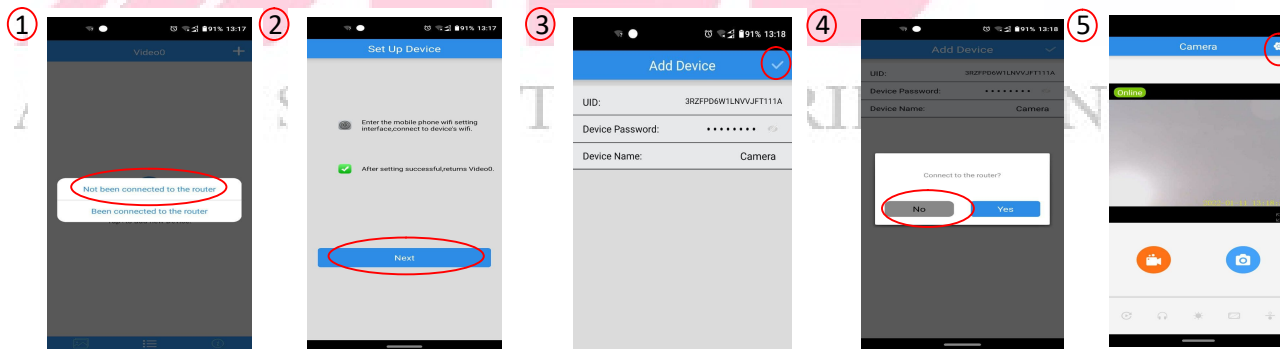 1
91% 13:17
Video0
+
Not been connected to the router
Been connected to the router
2
91% 13:17
Set Up Device
Enter the mobile phone wifi setting
interface,connect to device's wifi.
After setting successful,returns Video0.
Next
3
91% 13:18
Add Device
UID: 3RZFPD6W1LNVVJFT111A
Device Password: ••••••••
Device Name: Camera
4
91% 13:18
Add Device
UID: 3RZFPD6W1LNVVJFT111A
Device Password: ••••••••
Device Name: Camera
Connect to the router?
No Yes
5
Camera
Online